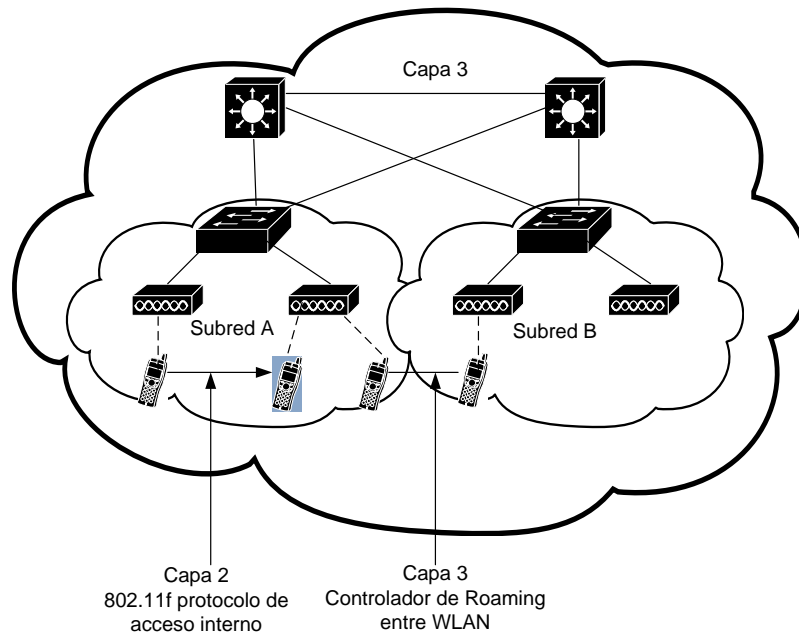 Capa 3
Subred A
Subred B
Capa 2
802.11f protocolo de
acceso interno
Capa 3
Controlador de Roaming
entre WLAN